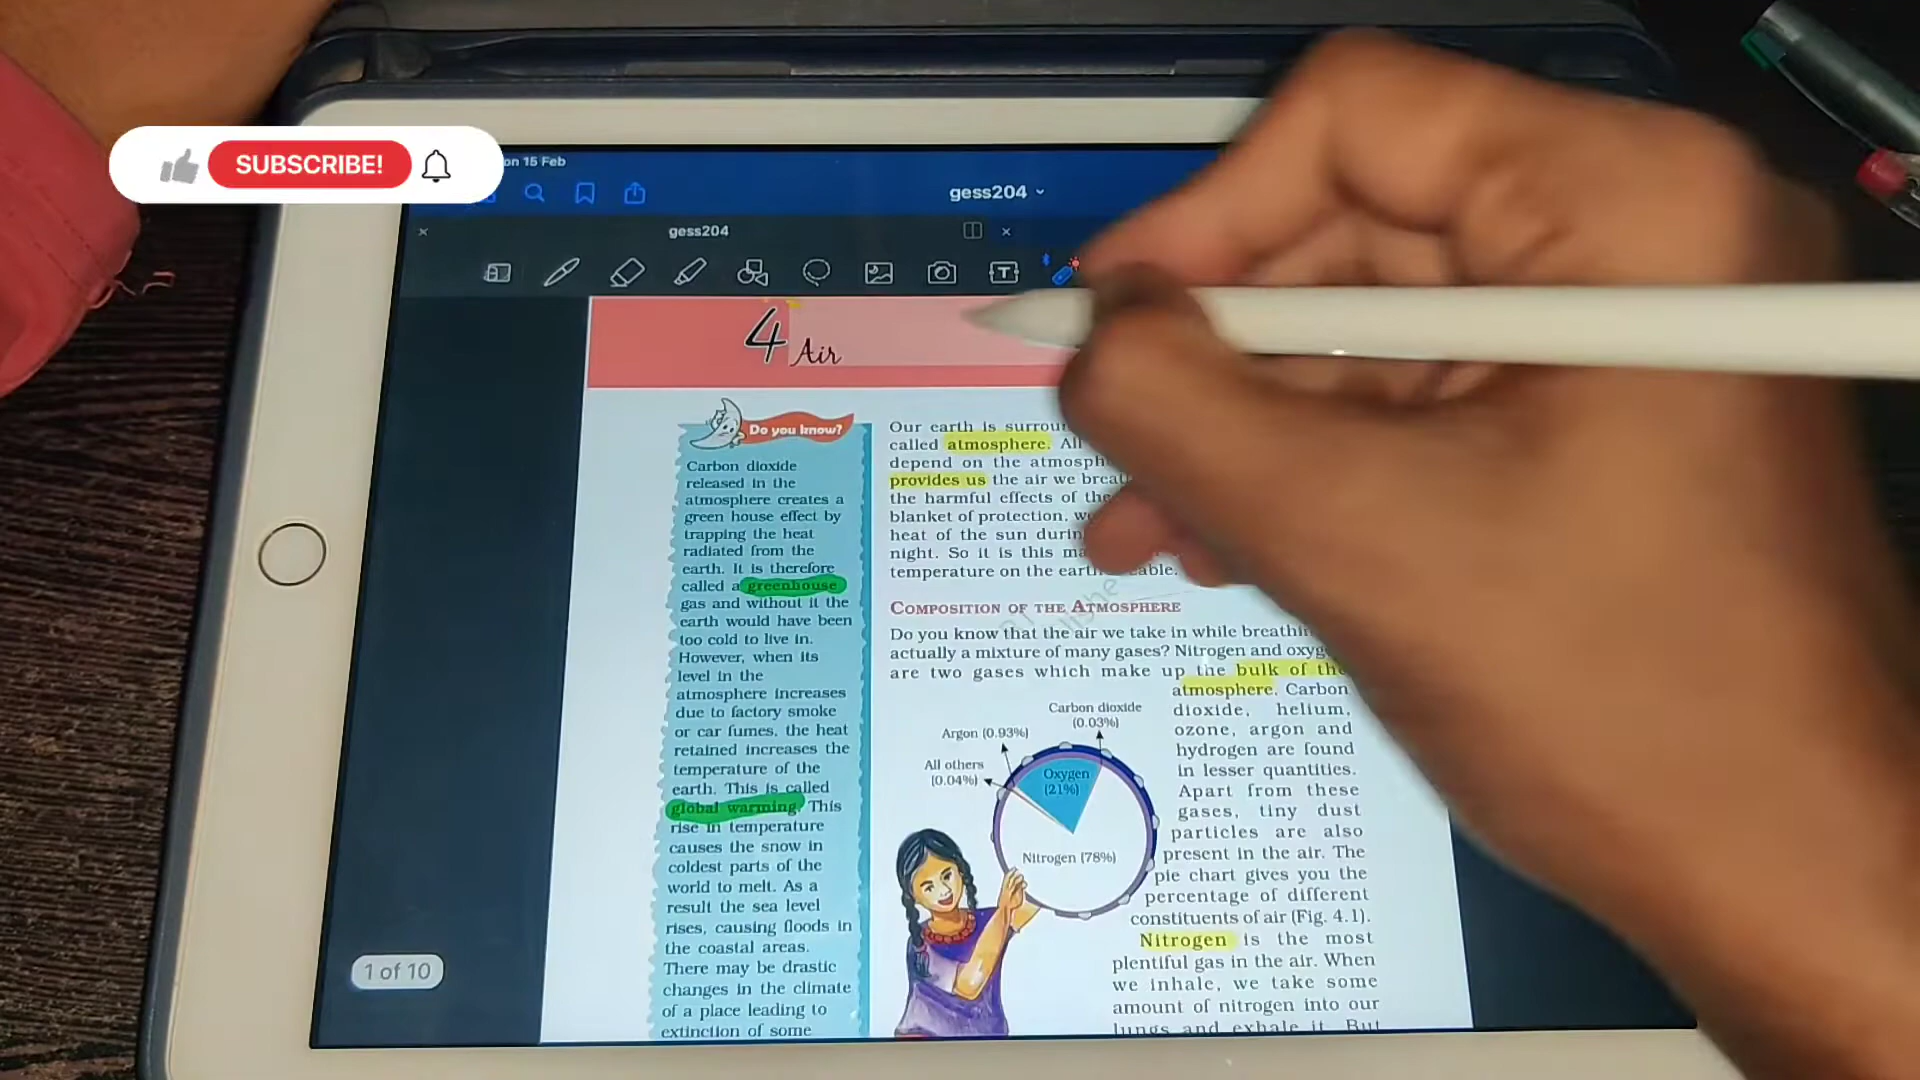 SUBSCRIBE!
on 15 Feb
gess204
gess204
T
4 Air
Do you know?
Carbon dioxide
released in the
atmosphere creates a
green house effect by
trapping the heat
radiated from the
earth. It is therefore
called a greenhouse
gas and without it the
earth would have been
too cold to live in.
However, when its
level in the
atmosphere increases
due to factory smoke
or car fumes, the heat
retained increases the
temperature of the
earth. This is called
global warming. This
rise in temperature
causes the snow in
coldest parts of the
world to melt. As a
result the sea level
rises, causing floods in
the coastal areas.
There may be drastic
changes in the climate
of a place leading to
extinction of some
Our earth is
called atmosphere. All
depend on the
provides us the air we
the harmful effects of the
blanket of protection,
heat of the sun
night. So it is this
temperature on the
COMPOSITION OF THE ATMOSPHERE
Do you know that the air we take in while
actually a mixture of many gases? Nitrogen and
are two gases which make up the bulk of
atmosphere. Carbon
dioxide, helium,
ozone, argon and
hydrogen are found
in lesser quantities.
Apart from these
gases, tiny dust
particles are also
present in the air. The
pie chart gives you the
percentage of different
constituents of air (Fig. 4.1).
Nitrogen is the most
plentiful gas in the air. When
we inhale, we take some
amount of nitrogen into our
lungs and exhale it. But
Carbon dioxide
(0.03%)
Argon (0.93%)
All others
(0.04%)
Oxygen
(21%)
Nitrogen (78%)
1 of 10